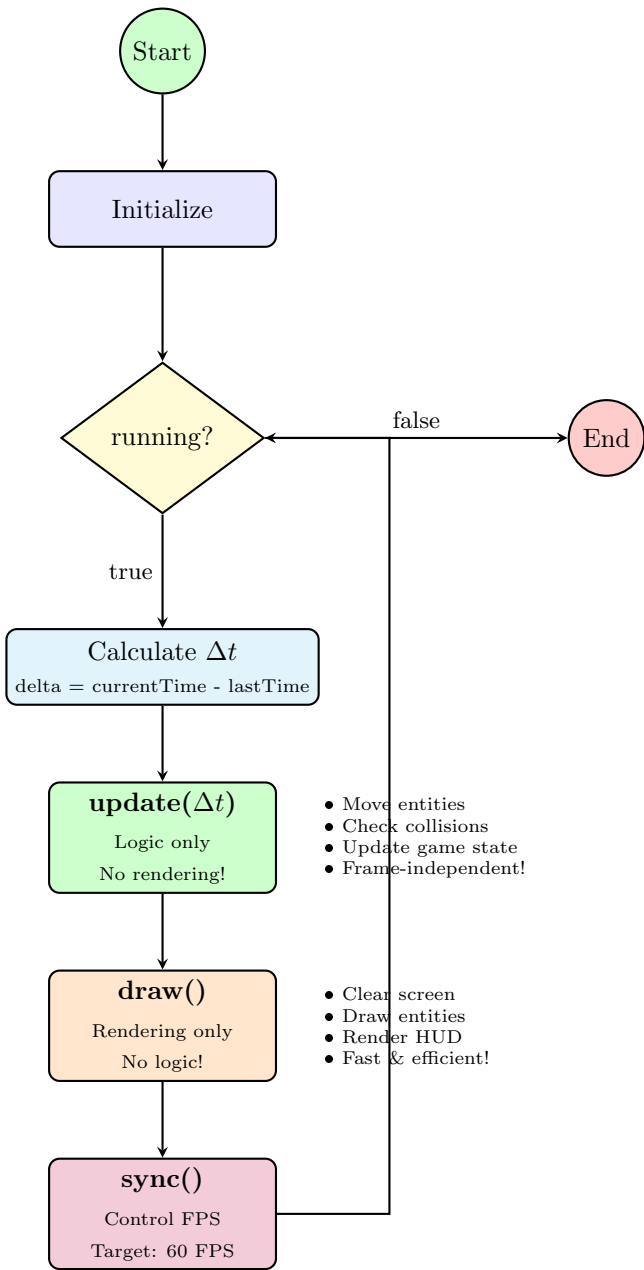 Start
Initialize
running?
false
End
true
Calculate Δt
delta = currentTime - lastTime
update(Δt)
Logic only
No rendering!
• Move entities
• Check collisions
• Update game state
• Frame-independent!
draw()
Rendering only
No logic!
• Clear screen
• Draw entities
• Render HUD
• Fast & efficient!
sync()
Control FPS
Target: 60 FPS